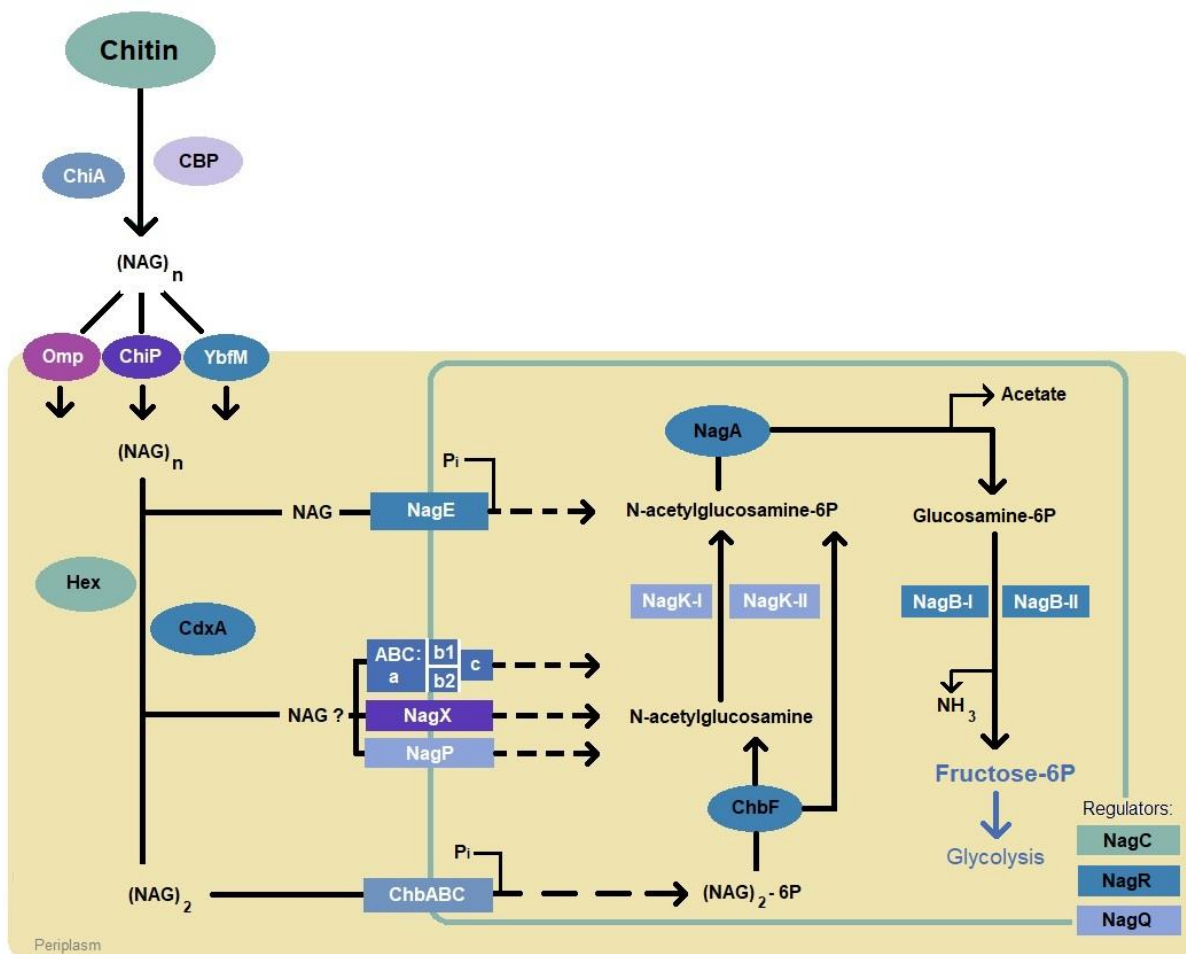 Chitin
ChiA
CBP
(NAG)n
Omp
ChiP
YbfM
(NAG)n
NAG
Pi
NagE
Hex
CdxA
NAG ?
ABC:
a
b1
b2
c
NagX
NagP
(NAG)2
Pi
ChbABC
(NAG)2 - 6P
ChbF
N-acetylglucosamine
NagK-I
NagK-II
N-acetylglucosamine-6P
NagA
Acetate
Glucosamine-6P
NagB-I
NagB-II
NH3
Fructose-6P
Glycolysis
Regulators:
NagC
NagR
NagQ
Periplasm